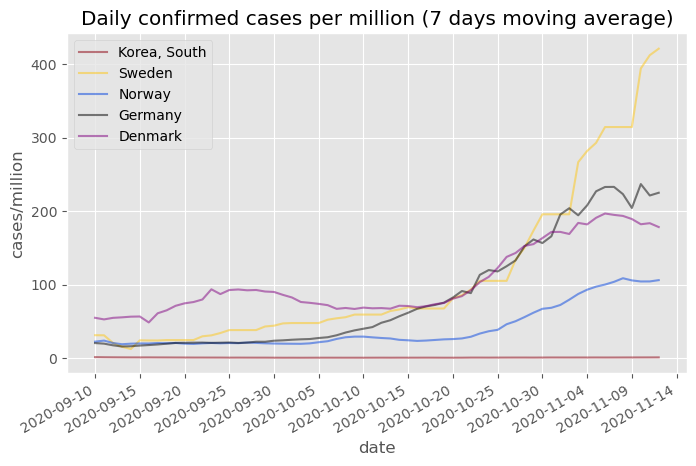 Daily confirmed cases per million (7 days moving average)
Korea, South
Sweden
Norway
Germany
Denmark
400
300
200
100
0
cases/million
2020-09-10
2020-09-15
2020-09-20
2020-09-25
2020-09-30
2020-10-05
2020-10-10
2020-10-15
2020-10-20
2020-10-25
2020-10-30
2020-11-04
2020-11-09
2020-11-14
date